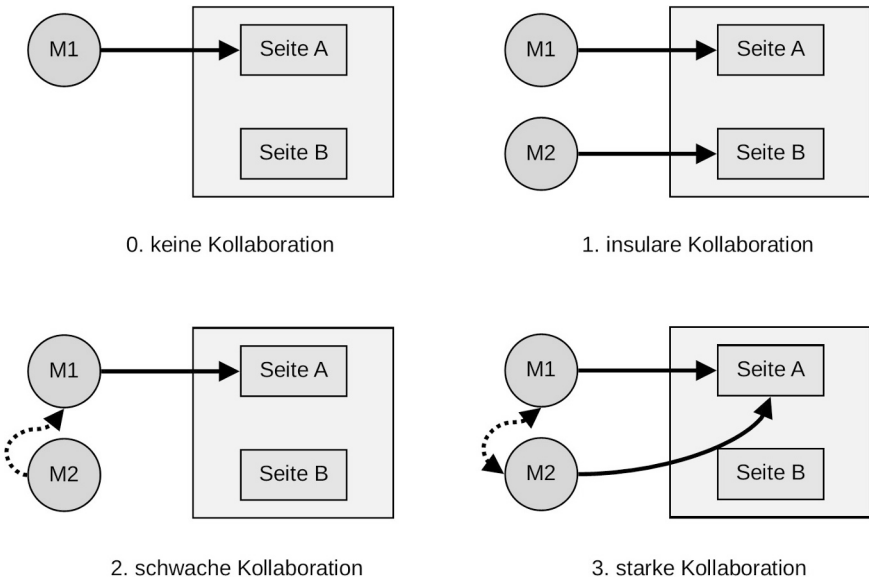 M1
Seite A
Seite B
0. keine Kollaboration
M1
M2
Seite A
Seite B
1. insulare Kollaboration
M1
M2
Seite A
Seite B
2. schwache Kollaboration
M1
M2
Seite A
Seite B
3. starke Kollaboration